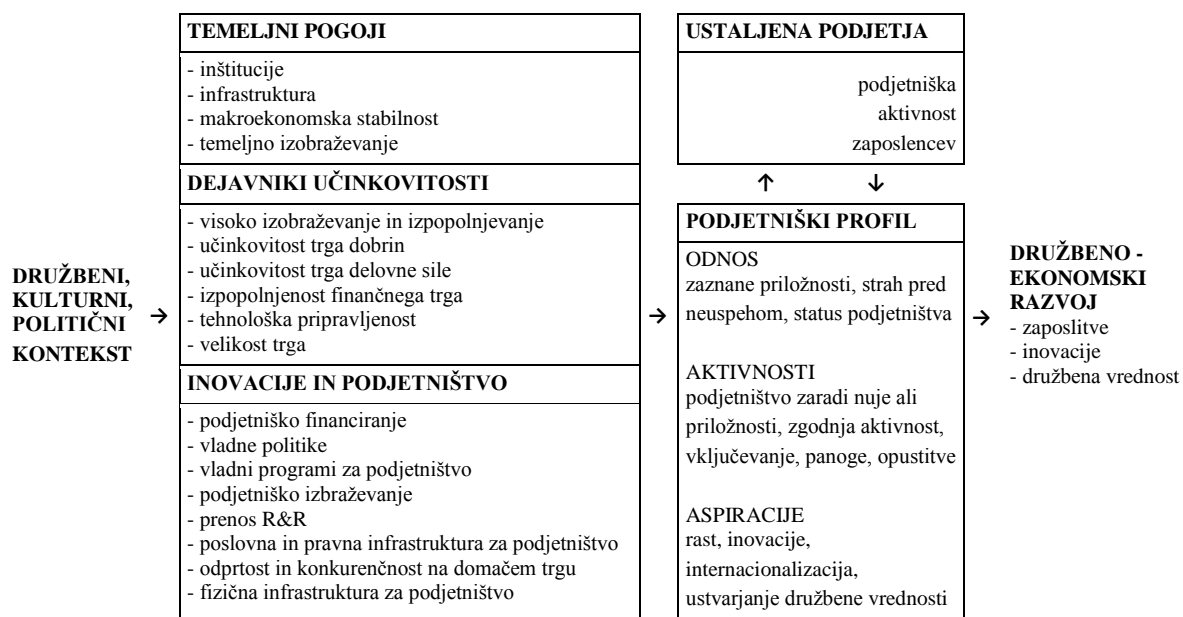 DRUŽBENI,
KULTURNI,
POLITIČNI
KONTEKST
→
TEMELJNI POGOJI
- inštitucije
- infrastruktura
- makroekonomska stabilnost
- temeljno izobraževanje
DEJAVNIKI UČINKOVITOSTI
- visoko izobraževanje in izpopolnjevanje
- učinkovitost trga dobrin
- učinkovitost trga delovne sile
- izpopolnjenost finančnega trga
- tehnološka pripravljenost
- velikost trga
INOVACIJE IN PODJETNIŠTVO
- podjetniško financiranje
- vladne politike
- vladni programi za podjetništvo
- podjetniško izbraževanje
- prenos R&R
- poslovna in pravna infrastruktura za podjetništvo
- odprtost in konkurenčnost na domačem trgu
- fizična infrastruktura za podjetništvo
→
USTALJENA PODJETJA
podjetniška
aktivnost
zaposlencev
↑ ↓
PODJETNIŠKI PROFIL
ODNOS
zaznane priložnosti, strah pred
neuspehom, status podjetništva
AKTIVNOSTI
podjetništvo zaradi nuje ali
priložnosti, zgodnja aktivnost,
vključevanje, panoge, opustitve
ASPIRACIJE
rast, inovacije,
internacionalizacija,
ustvarjanje družbene vrednosti
→
DRUŽBENO -
EKONOMSKI
RAZVOJ
- zaposlitve
- inovacije
- družbena vrednost